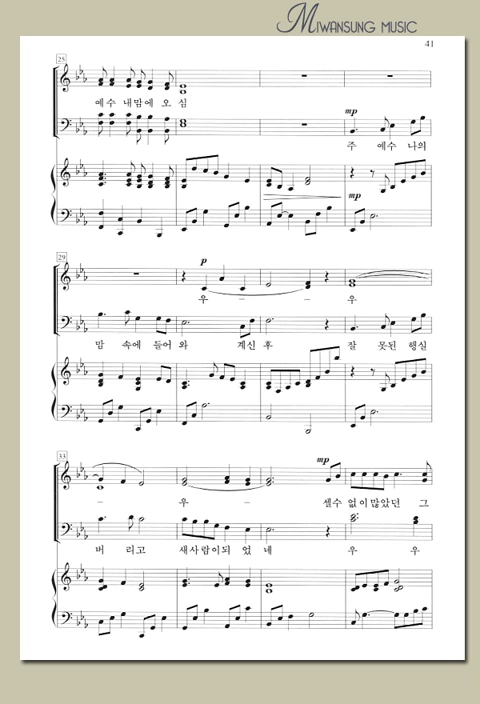 MIWANSUNG MUSIC
41
25
예수 내맘에 오 심
mp
주 예수 나의
mp
29
p
우 - - 우
맘 속에 들어 와 계신 후 잘 못된 행실
33
mp
- 우 - 셀수 없이 많았던 그
버 리고 새사람이되 었 네 우 우